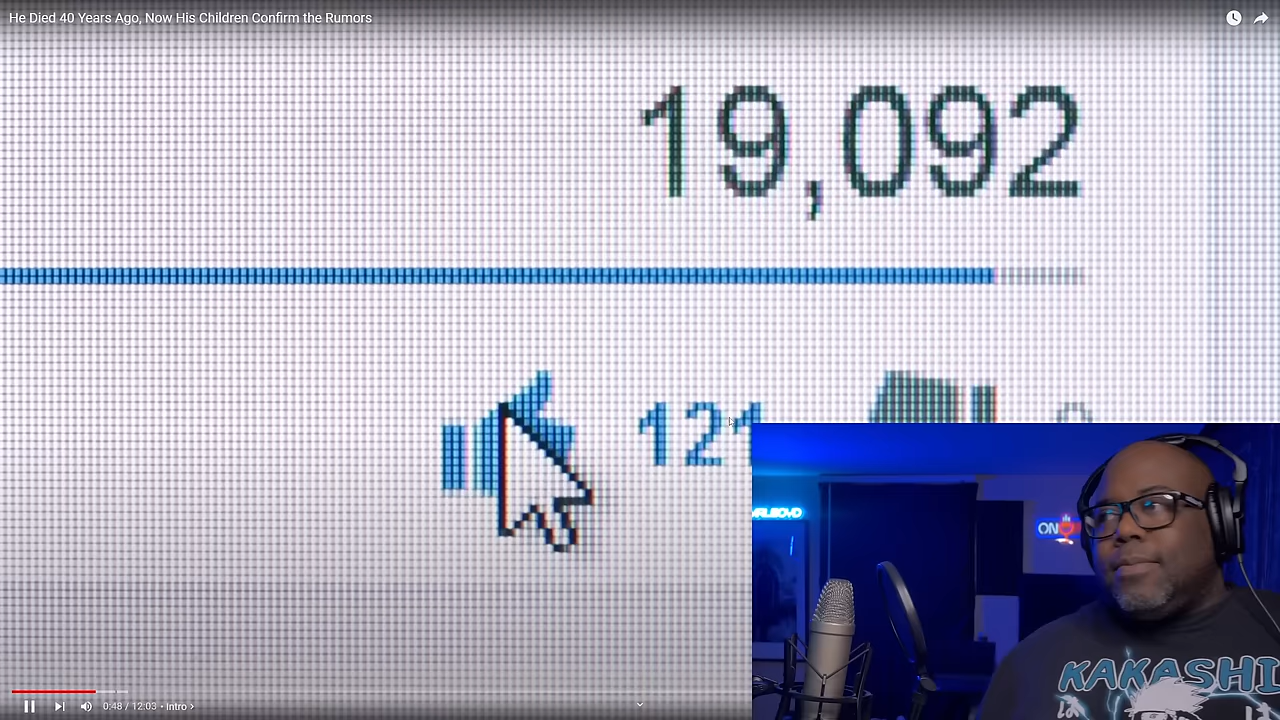 He Died 40 Years Ago, Now His Children Confirm the Rumors
19,092
121
ON
KAKASHI
0:48 / 12:03 • Intro ›